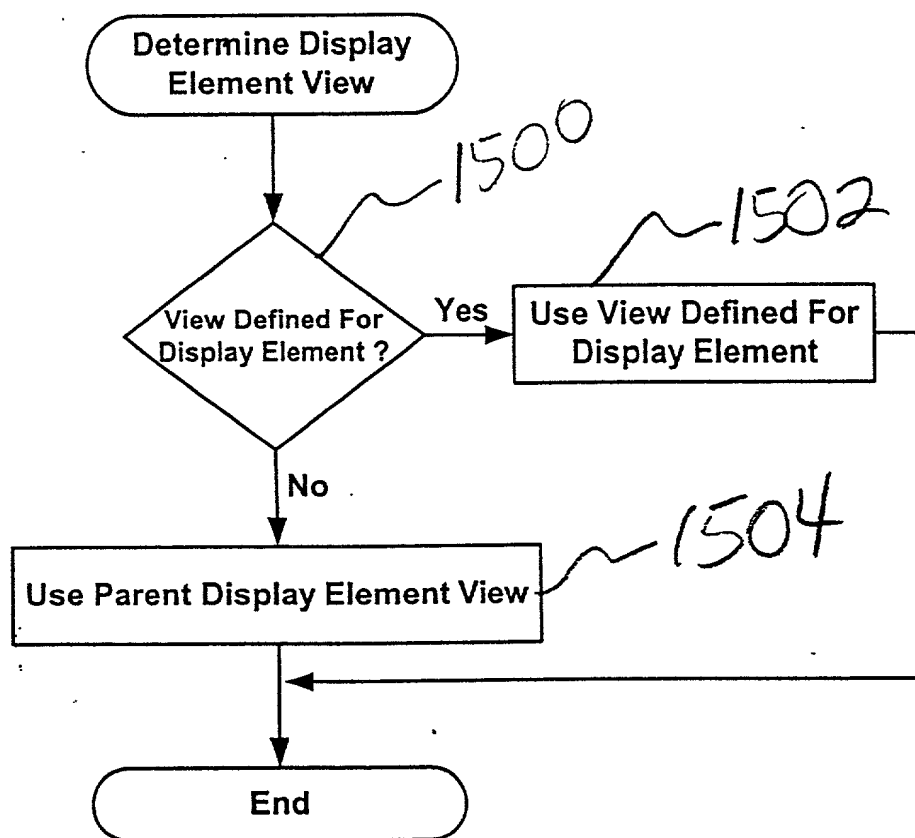 Determine Display
Element View
1500
1502
View Defined For
Display Element ?
Yes
Use View Defined For
Display Element
No
1504
Use Parent Display Element View
End